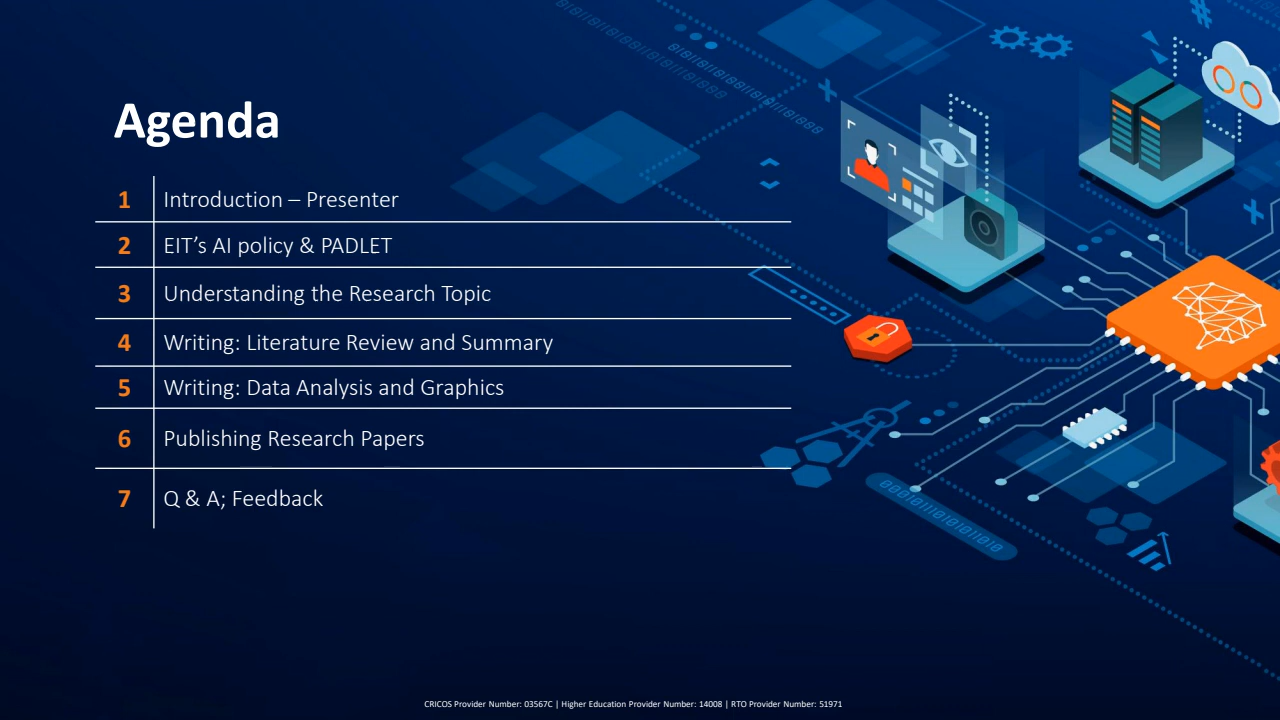 Agenda
1 Introduction – Presenter
2 EIT’s AI policy & PADLET
3 Understanding the Research Topic
4 Writing: Literature Review and Summary
5 Writing: Data Analysis and Graphics
6 Publishing Research Papers
7 Q & A; Feedback
CRICOS Provider Number: 03567C | Higher Education Provider Number: 14008 | RTO Provider Number: 51971